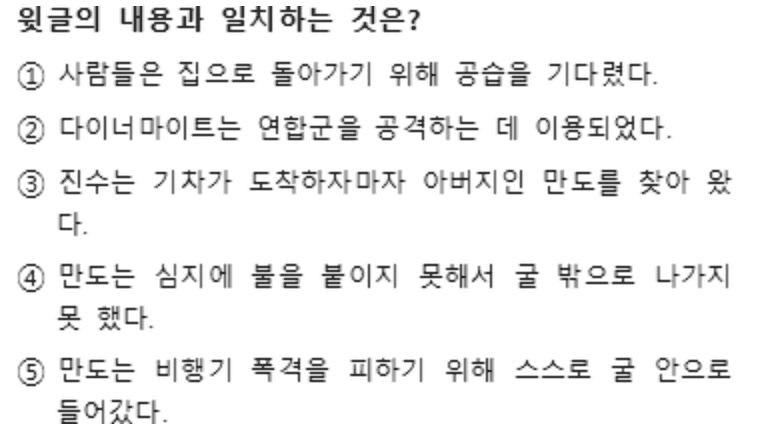 윗글의 내용과 일치하는 것은?
① 사람들은 집으로 돌아가기 위해 공습을 기다렸다.
② 다이너마이트는 연합군을 공격하는 데 이용되었다.
③ 진수는 기차가 도착하자마자 아버지인 만도를 찾아 왔
다.
④ 만도는 심지에 불을 붙이지 못해서 굴 밖으로 나가지
못 했다.
⑤ 만도는 비행기 폭격을 피하기 위해 스스로 굴 안으로
들어갔다.